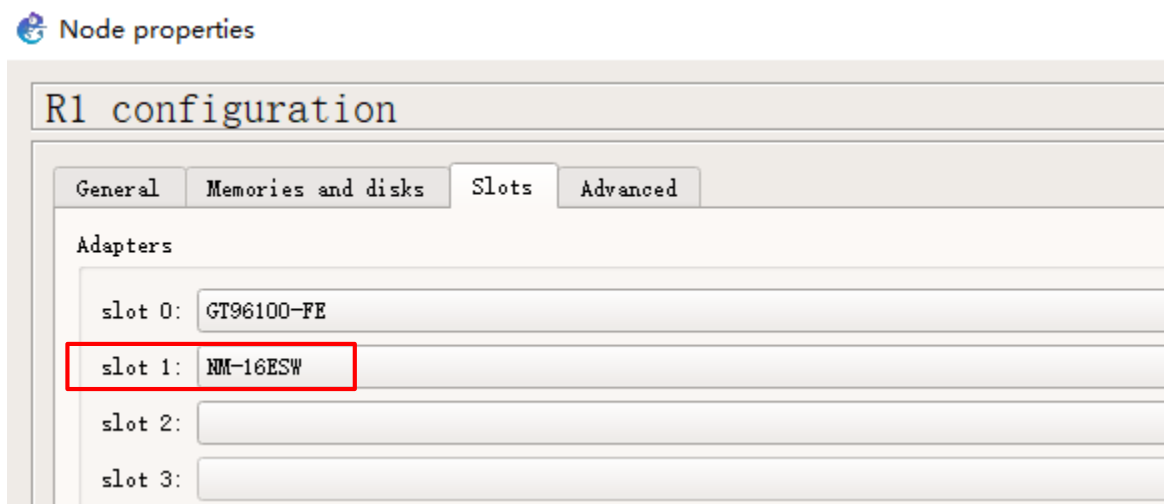 Node properties
R1 configuration
General Memories and disks Slots Advanced
Adapters
slot 0: GT96100-FE
slot 1: NM-16ESW
slot 2:
slot 3: